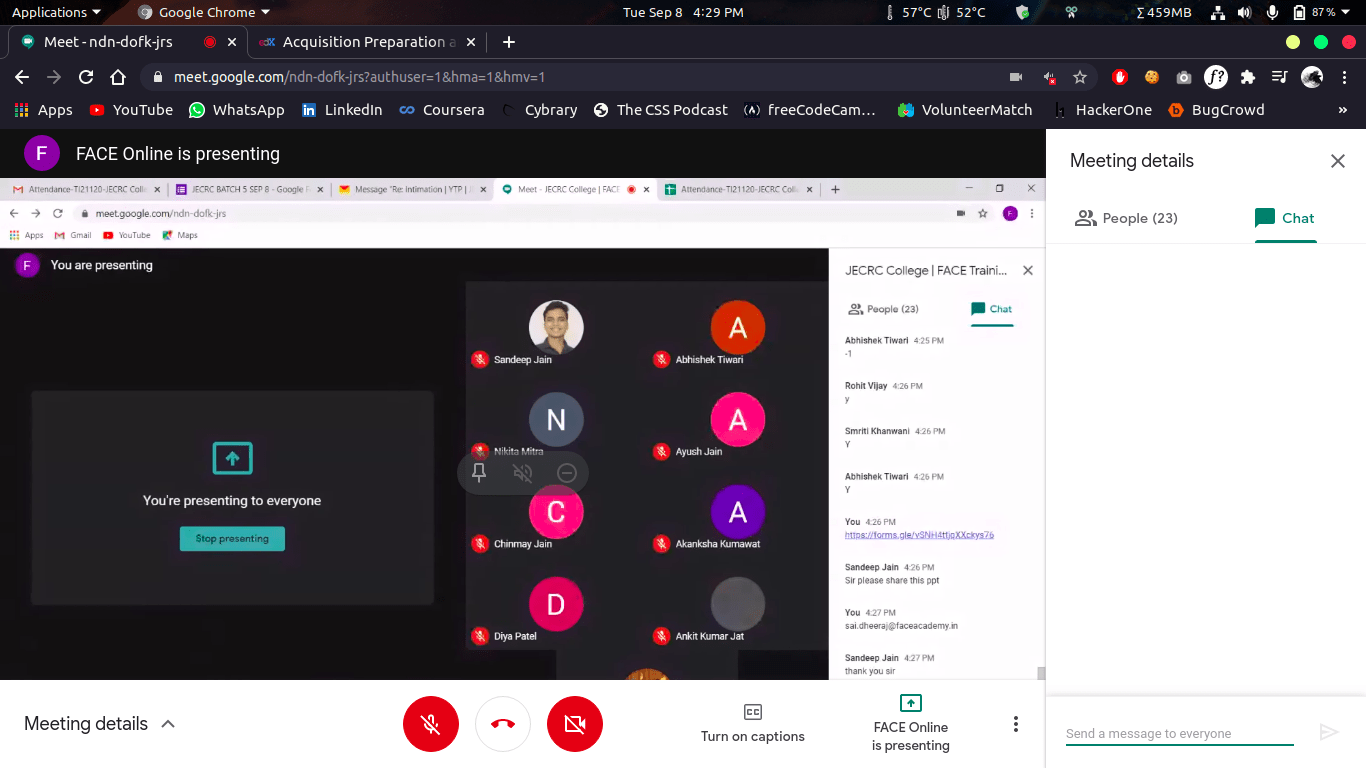 Applications
Google Chrome
Tue Sep 8 4:29 PM
57°C
52°C
Σ459MB
87%
Meet - ndn-dofk-jrs
Acquisition Preparation a
meet.google.com/ndn-dofk-jrs?authuser=1&hma=1&hmv=1
f?
Apps
YouTube
WhatsApp
LinkedIn
Coursera
Cybrary
The CSS Podcast
freeCodeCam...
VolunteerMatch
HackerOne
BugCrowd
»
F
FACE Online is presenting
Attendance-TI21120-JECRC Coll
JECRC BATCH 5 SEP 8 - Google F
Message "Re: Intimation | YTP | J
Meet - JECRC College | FACE
Attendance-TI21120-JECRC Coll
meet.google.com/ndn-dofk-jrs
F
Apps
Gmail
YouTube
Maps
F
You are presenting
You're presenting to everyone
Stop presenting
Sandeep Jain
A
Abhishek Tiwari
N
Nikita Mitra
A
Ayush Jain
C
Chinmay Jain
A
Akanksha Kumawat
D
Diya Patel
Ankit Kumar Jat
JECRC College | FACE Traini...
People (23)
Chat
Abhishek Tiwari 4:25 PM
-1
Rohit Vijay 4:26 PM
y
Smriti Khanwani 4:26 PM
Y
Abhishek Tiwari 4:26 PM
Y
You 4:26 PM
Sandeep Jain 4:26 PM
Sir please share this ppt
You 4:27 PM
sai.dheeraj@faceacademy.in
Sandeep Jain 4:27 PM
thank you sir
Meeting details
People (23)
Chat
Send a message to everyone
Meeting details
CC
Turn on captions
FACE Online
is presenting